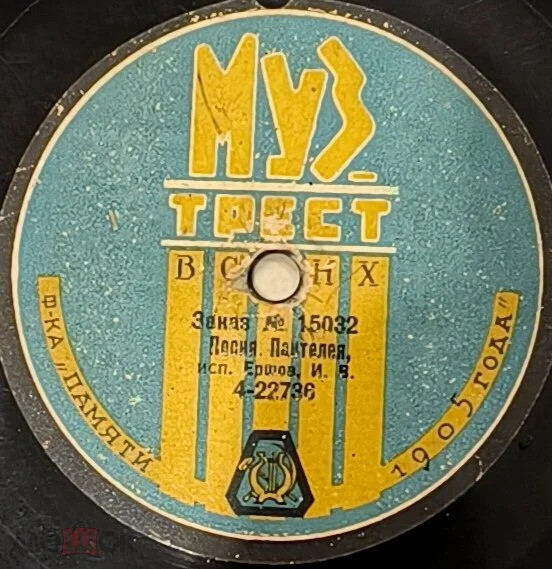 МУЗ
ТРЕСТ
ВСНХ
Заказ № 15032
Песня Пантелея,
исп. Ершов, И. В.
4-22736
Ф-КА „ПАМЯТИ
1905 ГОДА"